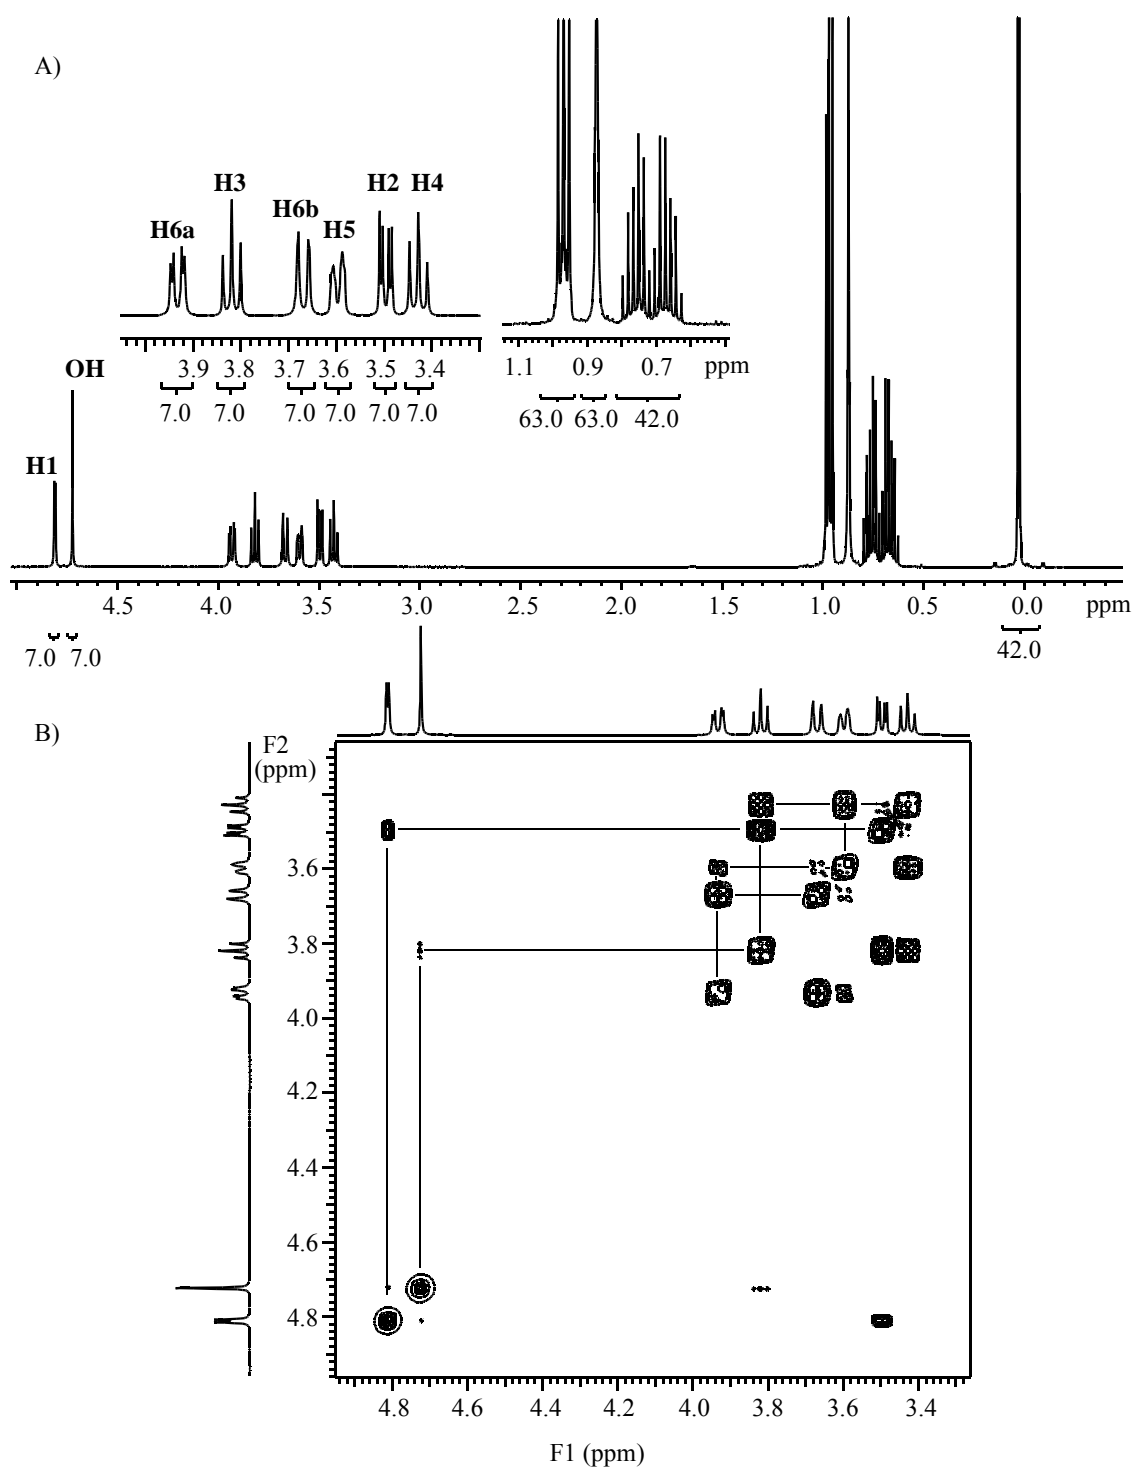 A)
H3
H2 H4
H6b
H6a H5
3.9 3.8 3.7 3.6 3.5 3.4
1.1 0.9 0.7 ppm
OH
7.0 7.0 7.0 7.0 7.0 7.0
63.0 63.0 42.0
H1
4.5 4.0 3.5 3.0 2.5 2.0 1.5 1.0 0.5 0.0 ppm
7.0 7.0 42.0
B)
F2
(ppm)
3.6
3.8
4.0
4.2
4.4
4.6
4.8
4.8 4.6 4.4 4.2 4.0 3.8 3.6 3.4
F1 (ppm)